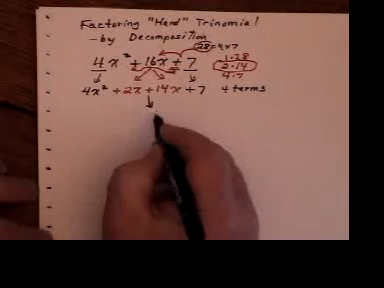 Factoring "Hard" Trinomial
- by Decomposition
28 = 4×7
4x² + 16x + 7
1·28
2·14
4·7
4x² + 2x + 14x + 7 4 terms